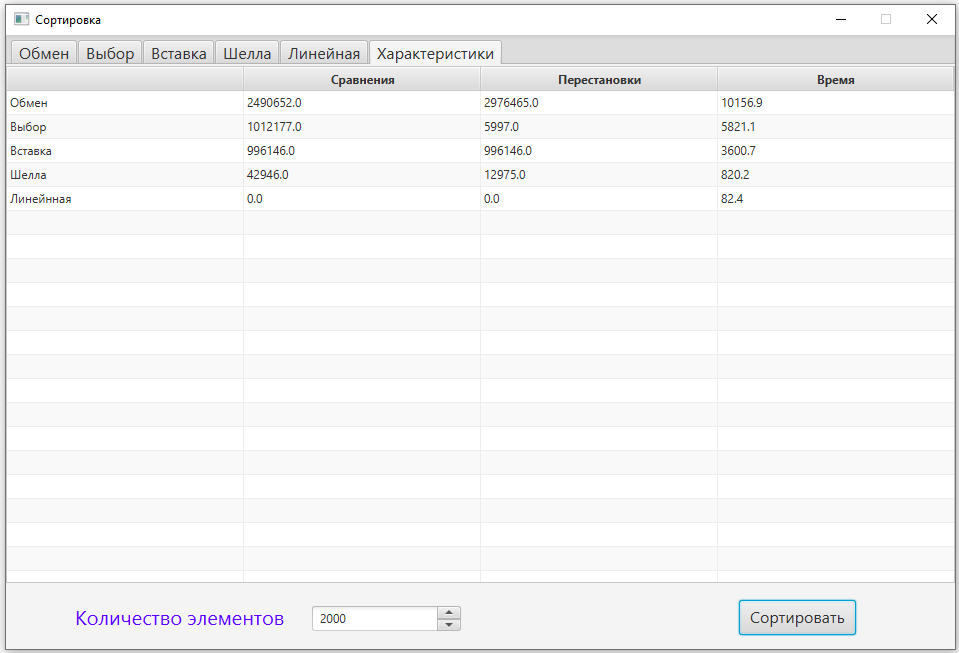 Сортировка
Обмен Выбор Вставка Шелла Линейная Характеристики
Сравнения Перестановки Время
Обмен 2490652.0 2976465.0 10156.9
Выбор 1012177.0 5997.0 5821.1
Вставка 996146.0 996146.0 3600.7
Шелла 42946.0 12975.0 820.2
Линейнная 0.0 0.0 82.4
Количество элементов 2000 Сортировать